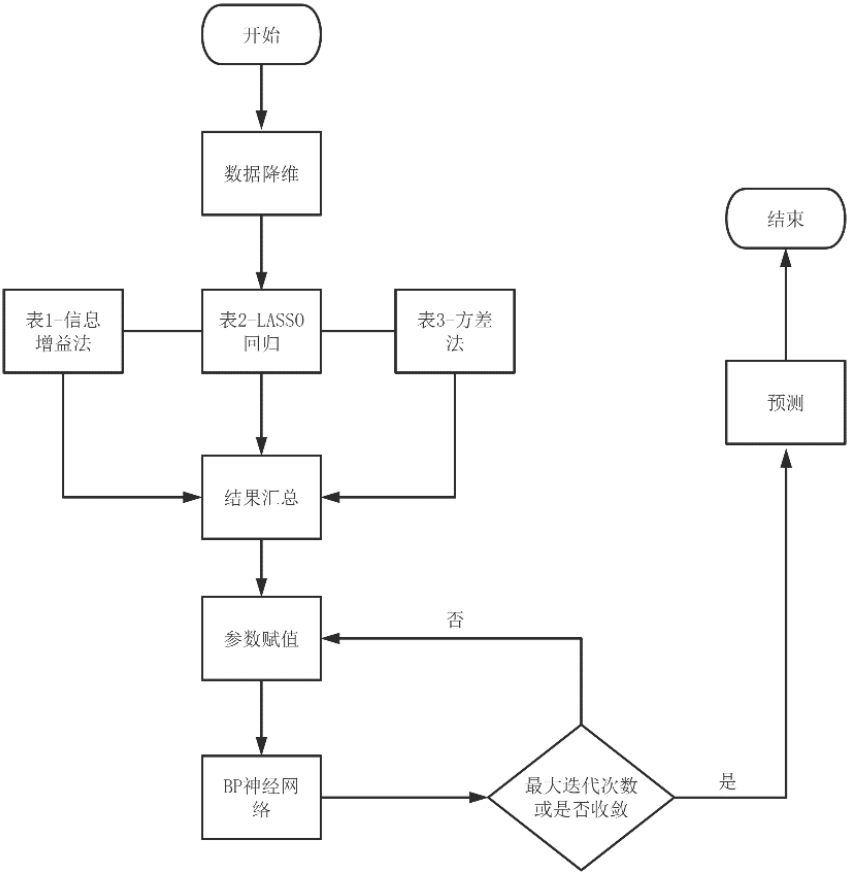 开始
数据降维
结束
表1-信息
增益法
表2-LASSO
回归
表3-方差
法
预测
结果汇总
否
参数赋值
BP神经网
络
最大迭代次数
或是否收敛
是